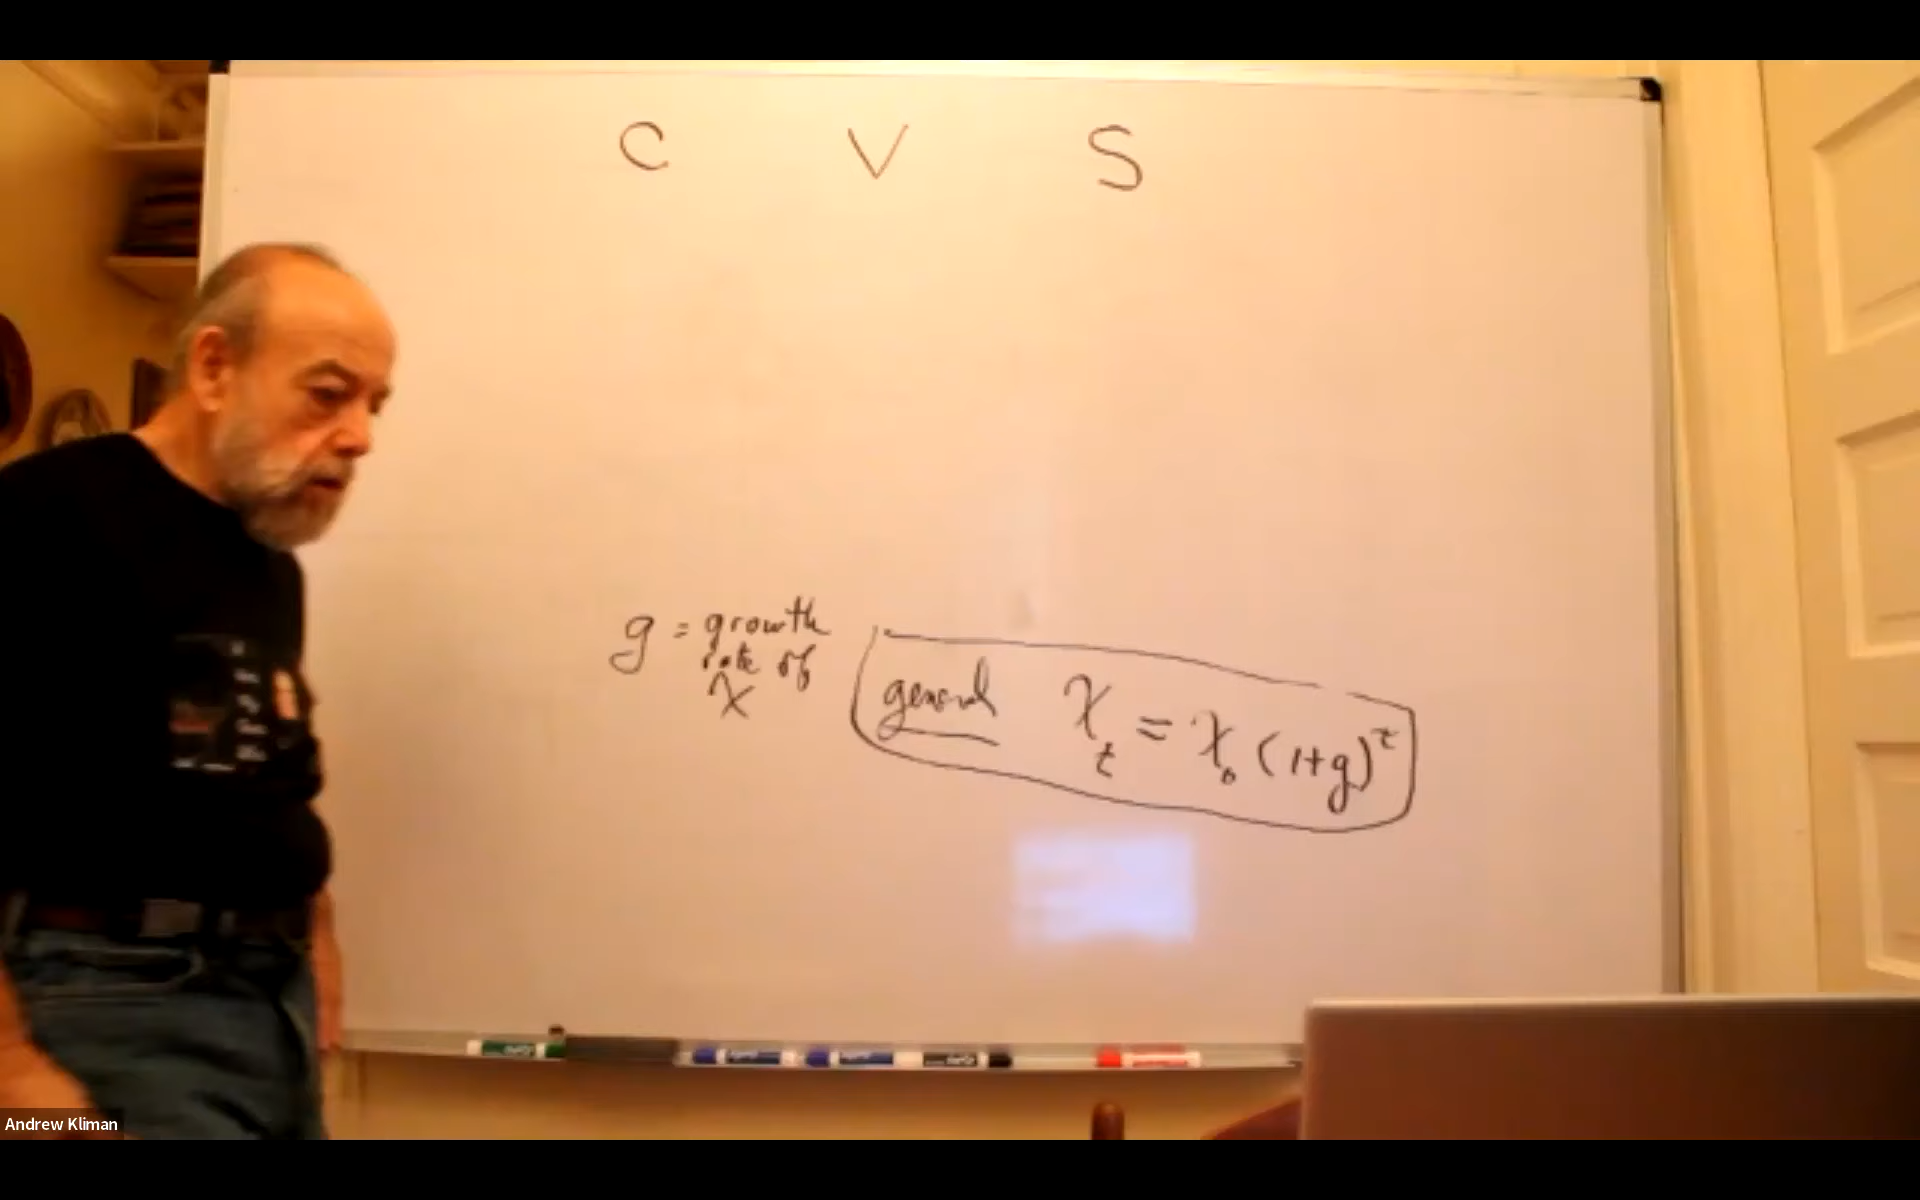 C V S
g = growth
rate of
X
general X_t = X_0 (1+g)^t
Andrew Kliman